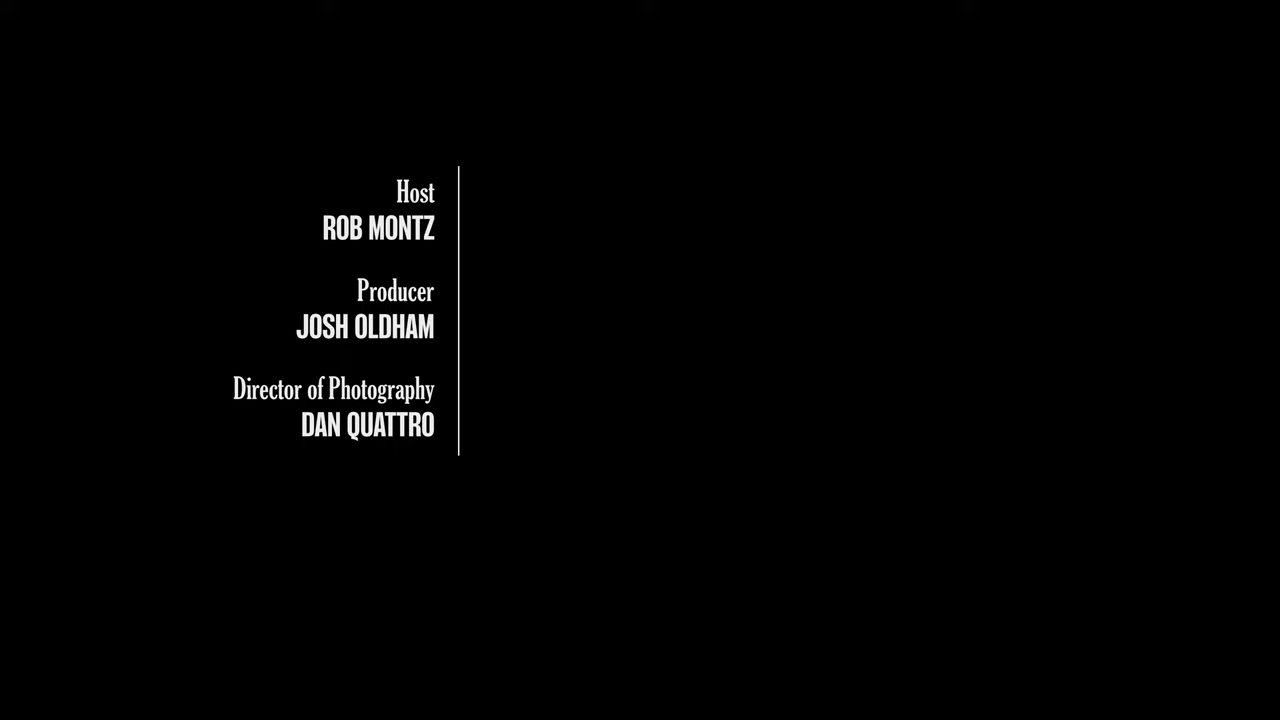 Host
ROB MONTZ
Producer
JOSH OLDHAM
Director of Photography
DAN QUATTRO